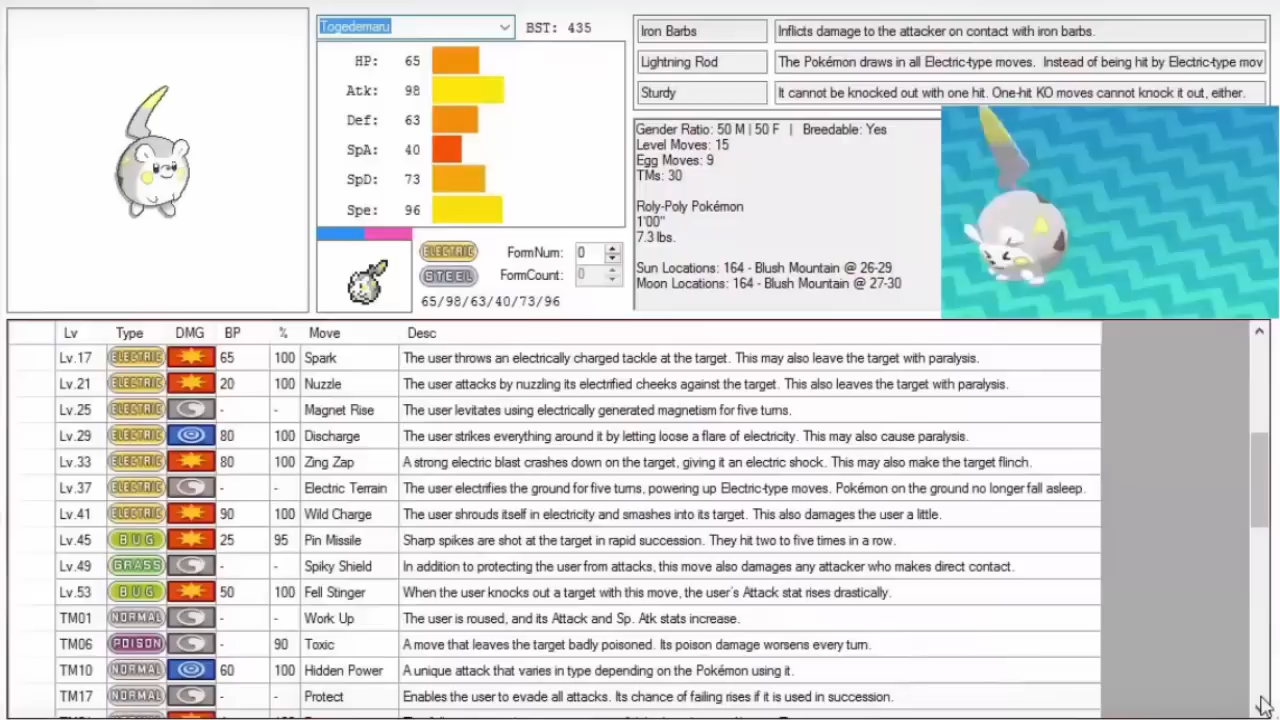 Togedemaru
BST: 435
HP: 65
Atk: 98
Def: 63
SpA: 40
SpD: 73
Spe: 96
ELECTRIC
STEEL
FormNum: 0
FormCount: 0
65/98/63/40/73/96
Iron Barbs Inflicts damage to the attacker on contact with iron barbs.
Lightning Rod The Pokémon draws in all Electric-type moves. Instead of being hit by Electric-type mov
Sturdy It cannot be knocked out with one hit. One-hit KO moves cannot knock it out, either.
Gender Ratio: 50 M | 50 F | Breedable: Yes
Level Moves: 15
Egg Moves: 9
TMs: 30
Roly-Poly Pokémon
1'00"
7.3 lbs.
Sun Locations: 164 - Blush Mountain @ 26-29
Moon Locations: 164 - Blush Mountain @ 27-30
Lv Type DMG BP % Move Desc
Lv.17 ELECTRIC 65 100 Spark The user throws an electrically charged tackle at the target. This may also leave the target with paralysis.
Lv.21 ELECTRIC 20 100 Nuzzle The user attacks by nuzzling its electrified cheeks against the target. This also leaves the target with paralysis.
Lv.25 ELECTRIC - - Magnet Rise The user levitates using electrically generated magnetism for five turns.
Lv.29 ELECTRIC 80 100 Discharge The user strikes everything around it by letting loose a flare of electricity. This may also cause paralysis.
Lv.33 ELECTRIC 80 100 Zing Zap A strong electric blast crashes down on the target, giving it an electric shock. This may also make the target flinch.
Lv.37 ELECTRIC - - Electric Terrain The user electrifies the ground for five turns, powering up Electric-type moves. Pokémon on the ground no longer fall asleep.
Lv.41 ELECTRIC 90 100 Wild Charge The user shrouds itself in electricity and smashes into its target. This also damages the user a little.
Lv.45 BUG 25 95 Pin Missile Sharp spikes are shot at the target in rapid succession. They hit two to five times in a row.
Lv.49 GRASS - - Spiky Shield In addition to protecting the user from attacks, this move also damages any attacker who makes direct contact.
Lv.53 BUG 50 100 Fell Stinger When the user knocks out a target with this move, the user's Attack stat rises drastically.
TM01 NORMAL - - Work Up The user is roused, and its Attack and Sp. Atk stats increase.
TM06 POISON - 90 Toxic A move that leaves the target badly poisoned. Its poison damage worsens every turn.
TM10 NORMAL 60 100 Hidden Power A unique attack that varies in type depending on the Pokémon using it.
TM17 NORMAL - - Protect Enables the user to evade all attacks. Its chance of failing rises if it is used in succession.